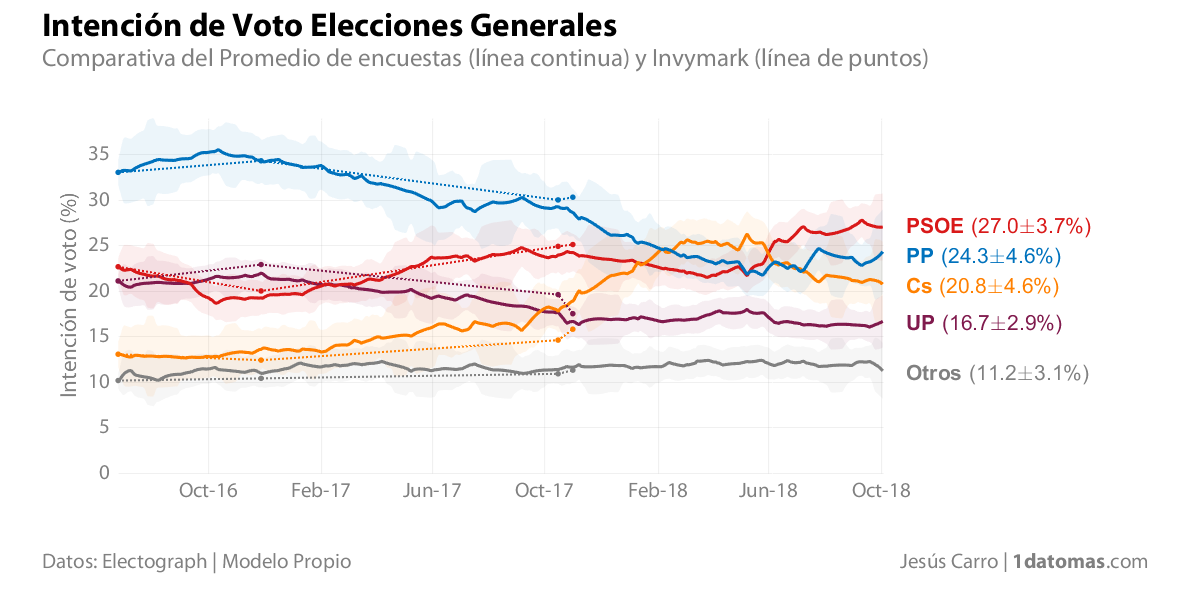 Intención de Voto Elecciones Generales
Comparativa del Promedio de encuestas (línea continua) y Invymark (línea de puntos)
Intención de voto (%)
35
30
25
20
15
10
5
0
Oct-16 Feb-17 Jun-17 Oct-17 Feb-18 Jun-18 Oct-18
PSOE (27.0±3.7%)
PP (24.3±4.6%)
Cs (20.8±4.6%)
UP (16.7±2.9%)
Otros (11.2±3.1%)
Datos: Electograph | Modelo Propio
Jesús Carro | 1datomas.com